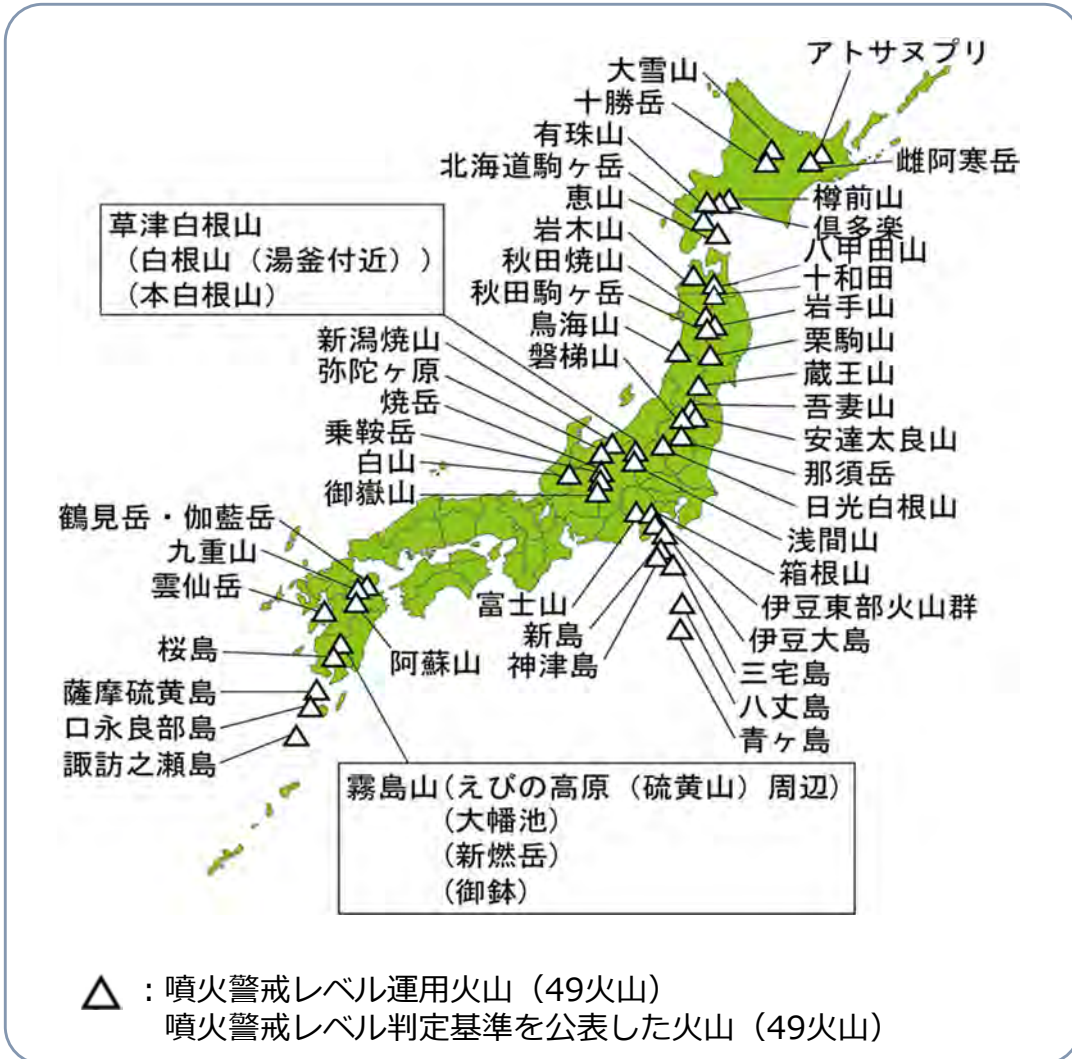 アトサヌプリ
大雪山
十勝岳
有珠山
北海道駒ヶ岳
恵山
岩木山
秋田焼山
秋田駒ヶ岳
鳥海山
磐梯山
雌阿寒岳
樽前山
倶多楽
八甲田山
十和田
岩手山
栗駒山
蔵王山
吾妻山
安達太良山
那須岳
日光白根山
浅間山
箱根山
伊豆東部火山群
伊豆大島
三宅島
八丈島
青ヶ島
草津白根山
(白根山(湯釜付近))
(本白根山)
新潟焼山
弥陀ヶ原
焼岳
乗鞍岳
白山
御嶽山
富士山
新島
神津島
鶴見岳・伽藍岳
九重山
雲仙岳
阿蘇山
桜島
薩摩硫黄島
口永良部島
諏訪之瀬島
霧島山(えびの高原(硫黄山)周辺)
(大幡池)
(新燃岳)
(御鉢)
:噴火警戒レベル運用火山(49火山)
噴火警戒レベル判定基準を公表した火山(49火山)